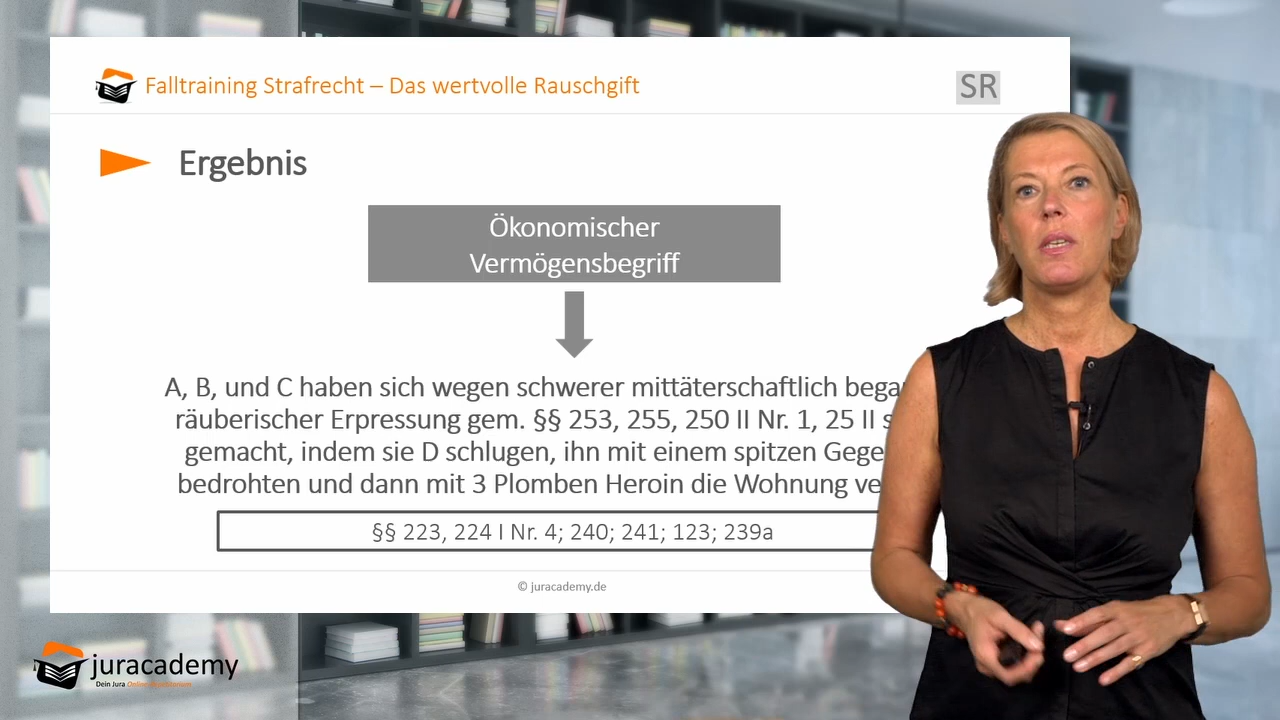 Falltraining Strafrecht – Das wertvolle Rauschgift
SR
Ergebnis
Ökonomischer
Vermögensbegriff
A, B, und C haben sich wegen schwerer mittäterschaftlich bega
räuberischer Erpressung gem. §§ 253, 255, 250 II Nr. 1, 25 II s
gemacht, indem sie D schlugen, ihn mit einem spitzen Gege
bedrohten und dann mit 3 Plomben Heroin die Wohnung ve
§§ 223, 224 I Nr. 4; 240; 241; 123; 239a
© juracademy.de
juracademy
Dein Jura Online-Repetitorium